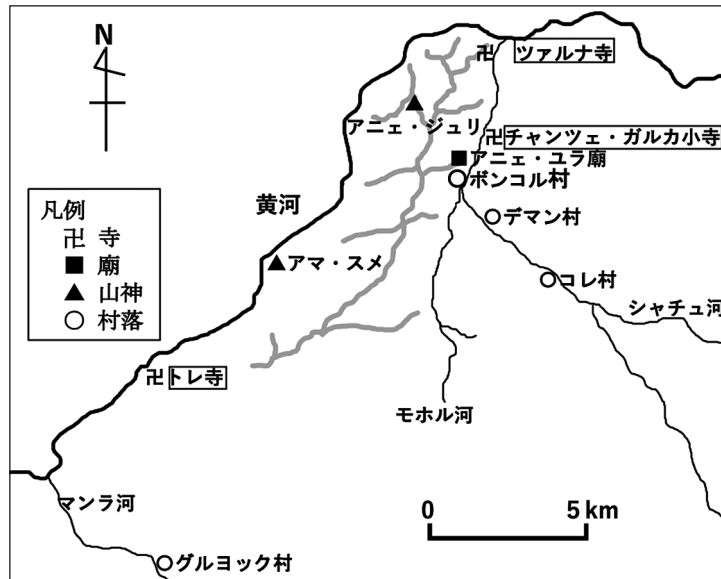 N
卍 ツァルナ寺
アニェ・ジュリ
卍 チャンツェ・ガルカ小寺
アニェ・ユラ廟
ボンコル村
黄河
デマン村
凡例
卍 寺
■ 廟
▲ 山神
○ 村落
アマ・スメ
コレ村
シャチュ河
卍 トレ寺
モホル河
マンラ河
0 5 km
グルヨック村